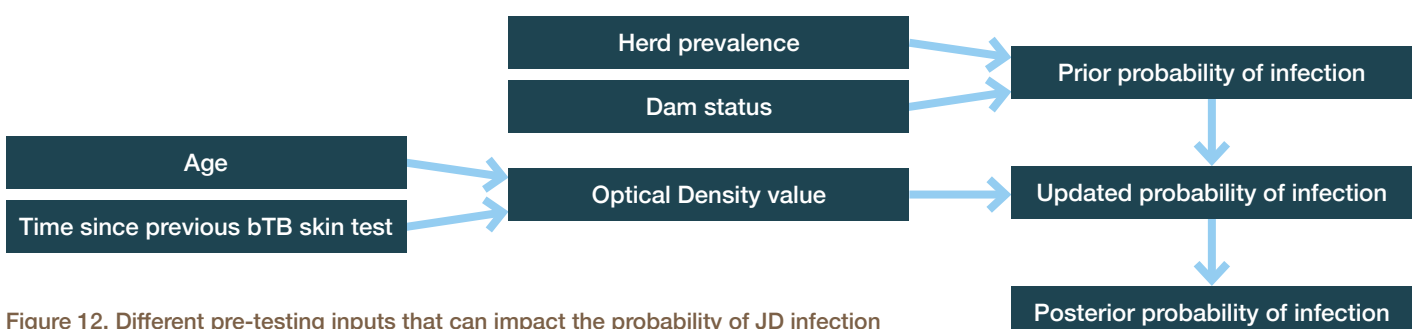 Herd prevalence
Dam status
Prior probability of infection
Age
Time since previous bTB skin test
Optical Density value
Updated probability of infection
Posterior probability of infection
Figure 12. Different pre-testing inputs that can impact the probability of JD infection